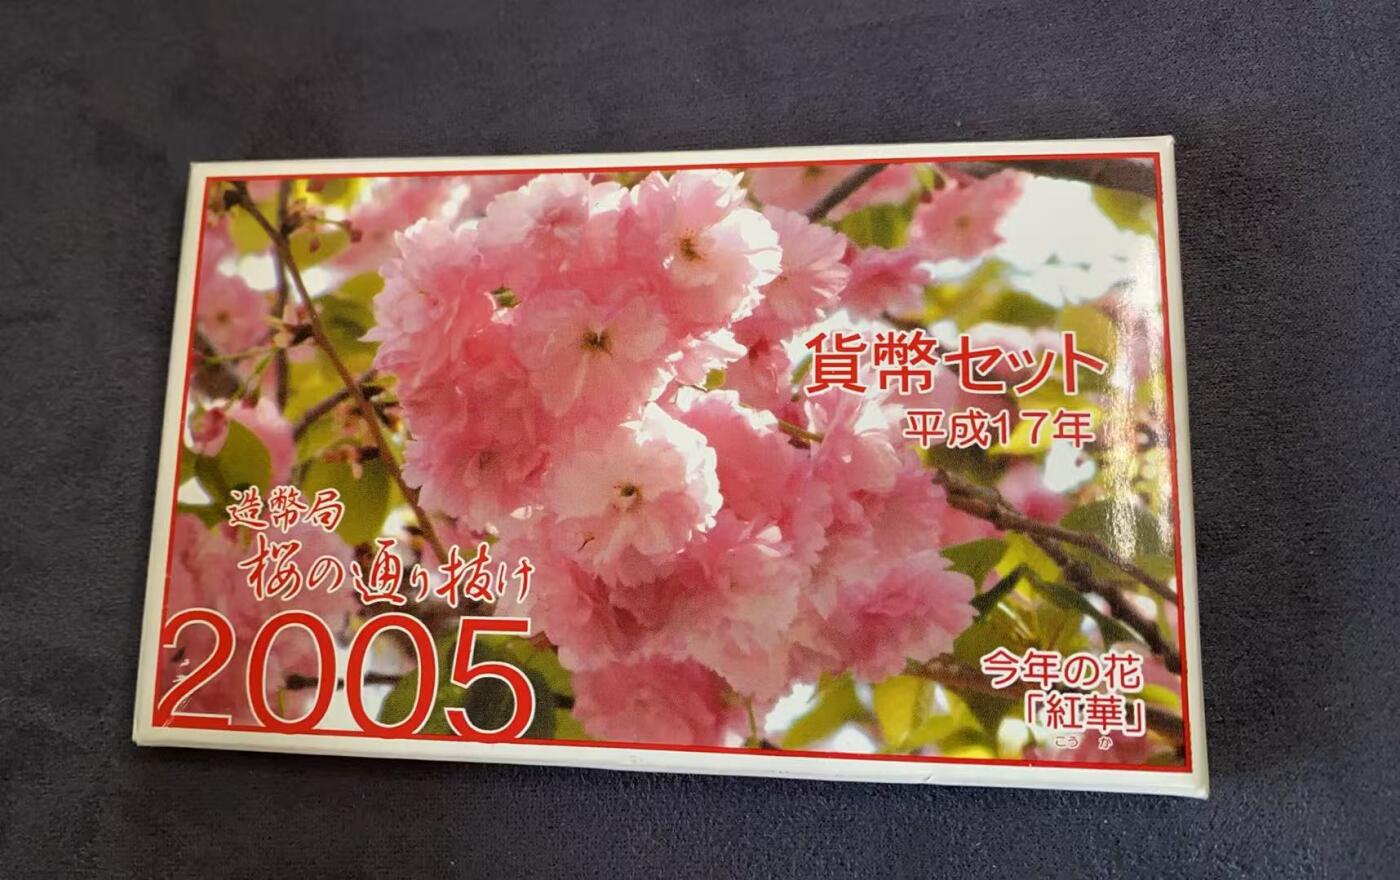 貨幣セット
平成17年
造幣局
桜の通り抜け
2005
今年の花
「紅華」
こう か